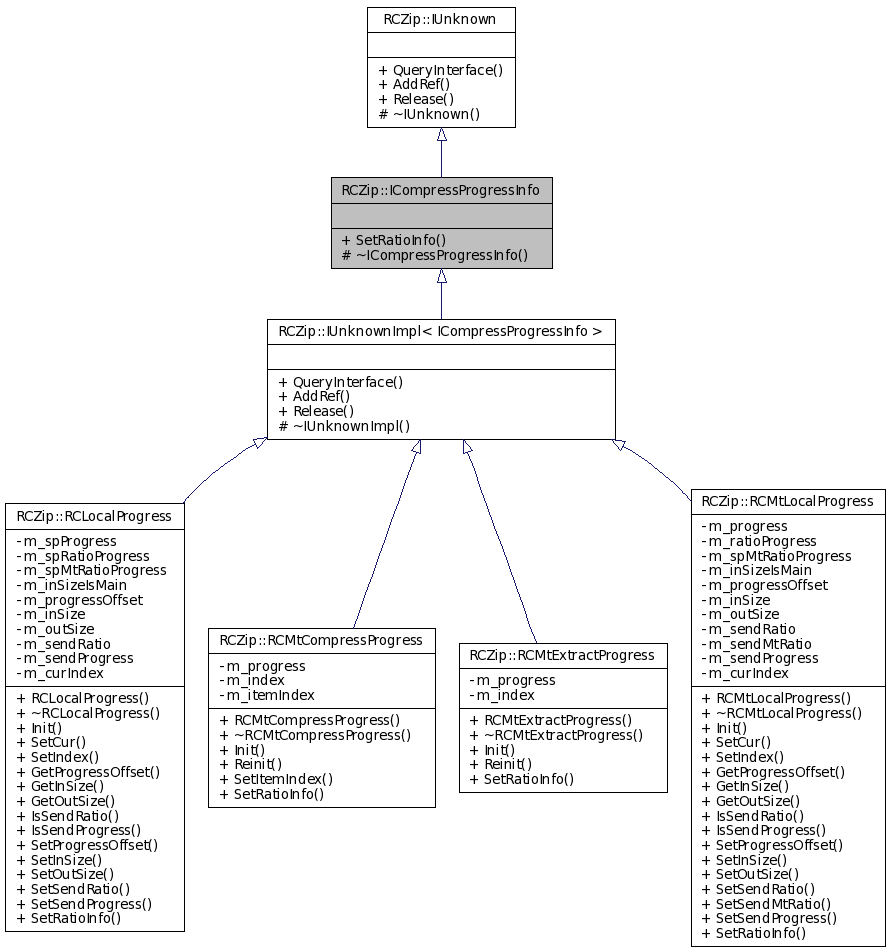 RCZip::IUnknown
+ QueryInterface()
+ AddRef()
+ Release()
# ~IUnknown()
RCZip::ICompressProgressInfo
+ SetRatioInfo()
# ~ICompressProgressInfo()
RCZip::IUnknownImpl< ICompressProgressInfo >
+ QueryInterface()
+ AddRef()
+ Release()
# ~IUnknownImpl()
RCZip::RCLocalProgress
- m_spProgress
- m_spRatioProgress
- m_spMtRatioProgress
- m_inSizeIsMain
- m_progressOffset
- m_inSize
- m_outSize
- m_sendRatio
- m_sendProgress
- m_curIndex
+ RCLocalProgress()
+ ~RCLocalProgress()
+ Init()
+ SetCur()
+ SetIndex()
+ GetProgressOffset()
+ GetInSize()
+ GetOutSize()
+ IsSendRatio()
+ IsSendProgress()
+ SetProgressOffset()
+ SetInSize()
+ SetOutSize()
+ SetSendRatio()
+ SetSendProgress()
+ SetRatioInfo()
RCZip::RCMtCompressProgress
- m_progress
- m_index
- m_itemIndex
+ RCMtCompressProgress()
+ ~RCMtCompressProgress()
+ Init()
+ Reinit()
+ SetItemIndex()
+ SetRatioInfo()
RCZip::RCMtExtractProgress
- m_progress
- m_index
+ RCMtExtractProgress()
+ ~RCMtExtractProgress()
+ Init()
+ Reinit()
+ SetRatioInfo()
RCZip::RCMtLocalProgress
- m_progress
- m_ratioProgress
- m_spMtRatioProgress
- m_inSizeIsMain
- m_progressOffset
- m_inSize
- m_outSize
- m_sendRatio
- m_sendMtRatio
- m_sendProgress
- m_curIndex
+ RCMtLocalProgress()
+ ~RCMtLocalProgress()
+ Init()
+ SetCur()
+ SetIndex()
+ GetProgressOffset()
+ GetInSize()
+ GetOutSize()
+ IsSendRatio()
+ IsSendProgress()
+ SetProgressOffset()
+ SetInSize()
+ SetOutSize()
+ SetSendRatio()
+ SetSendMtRatio()
+ SetSendProgress()
+ SetRatioInfo()